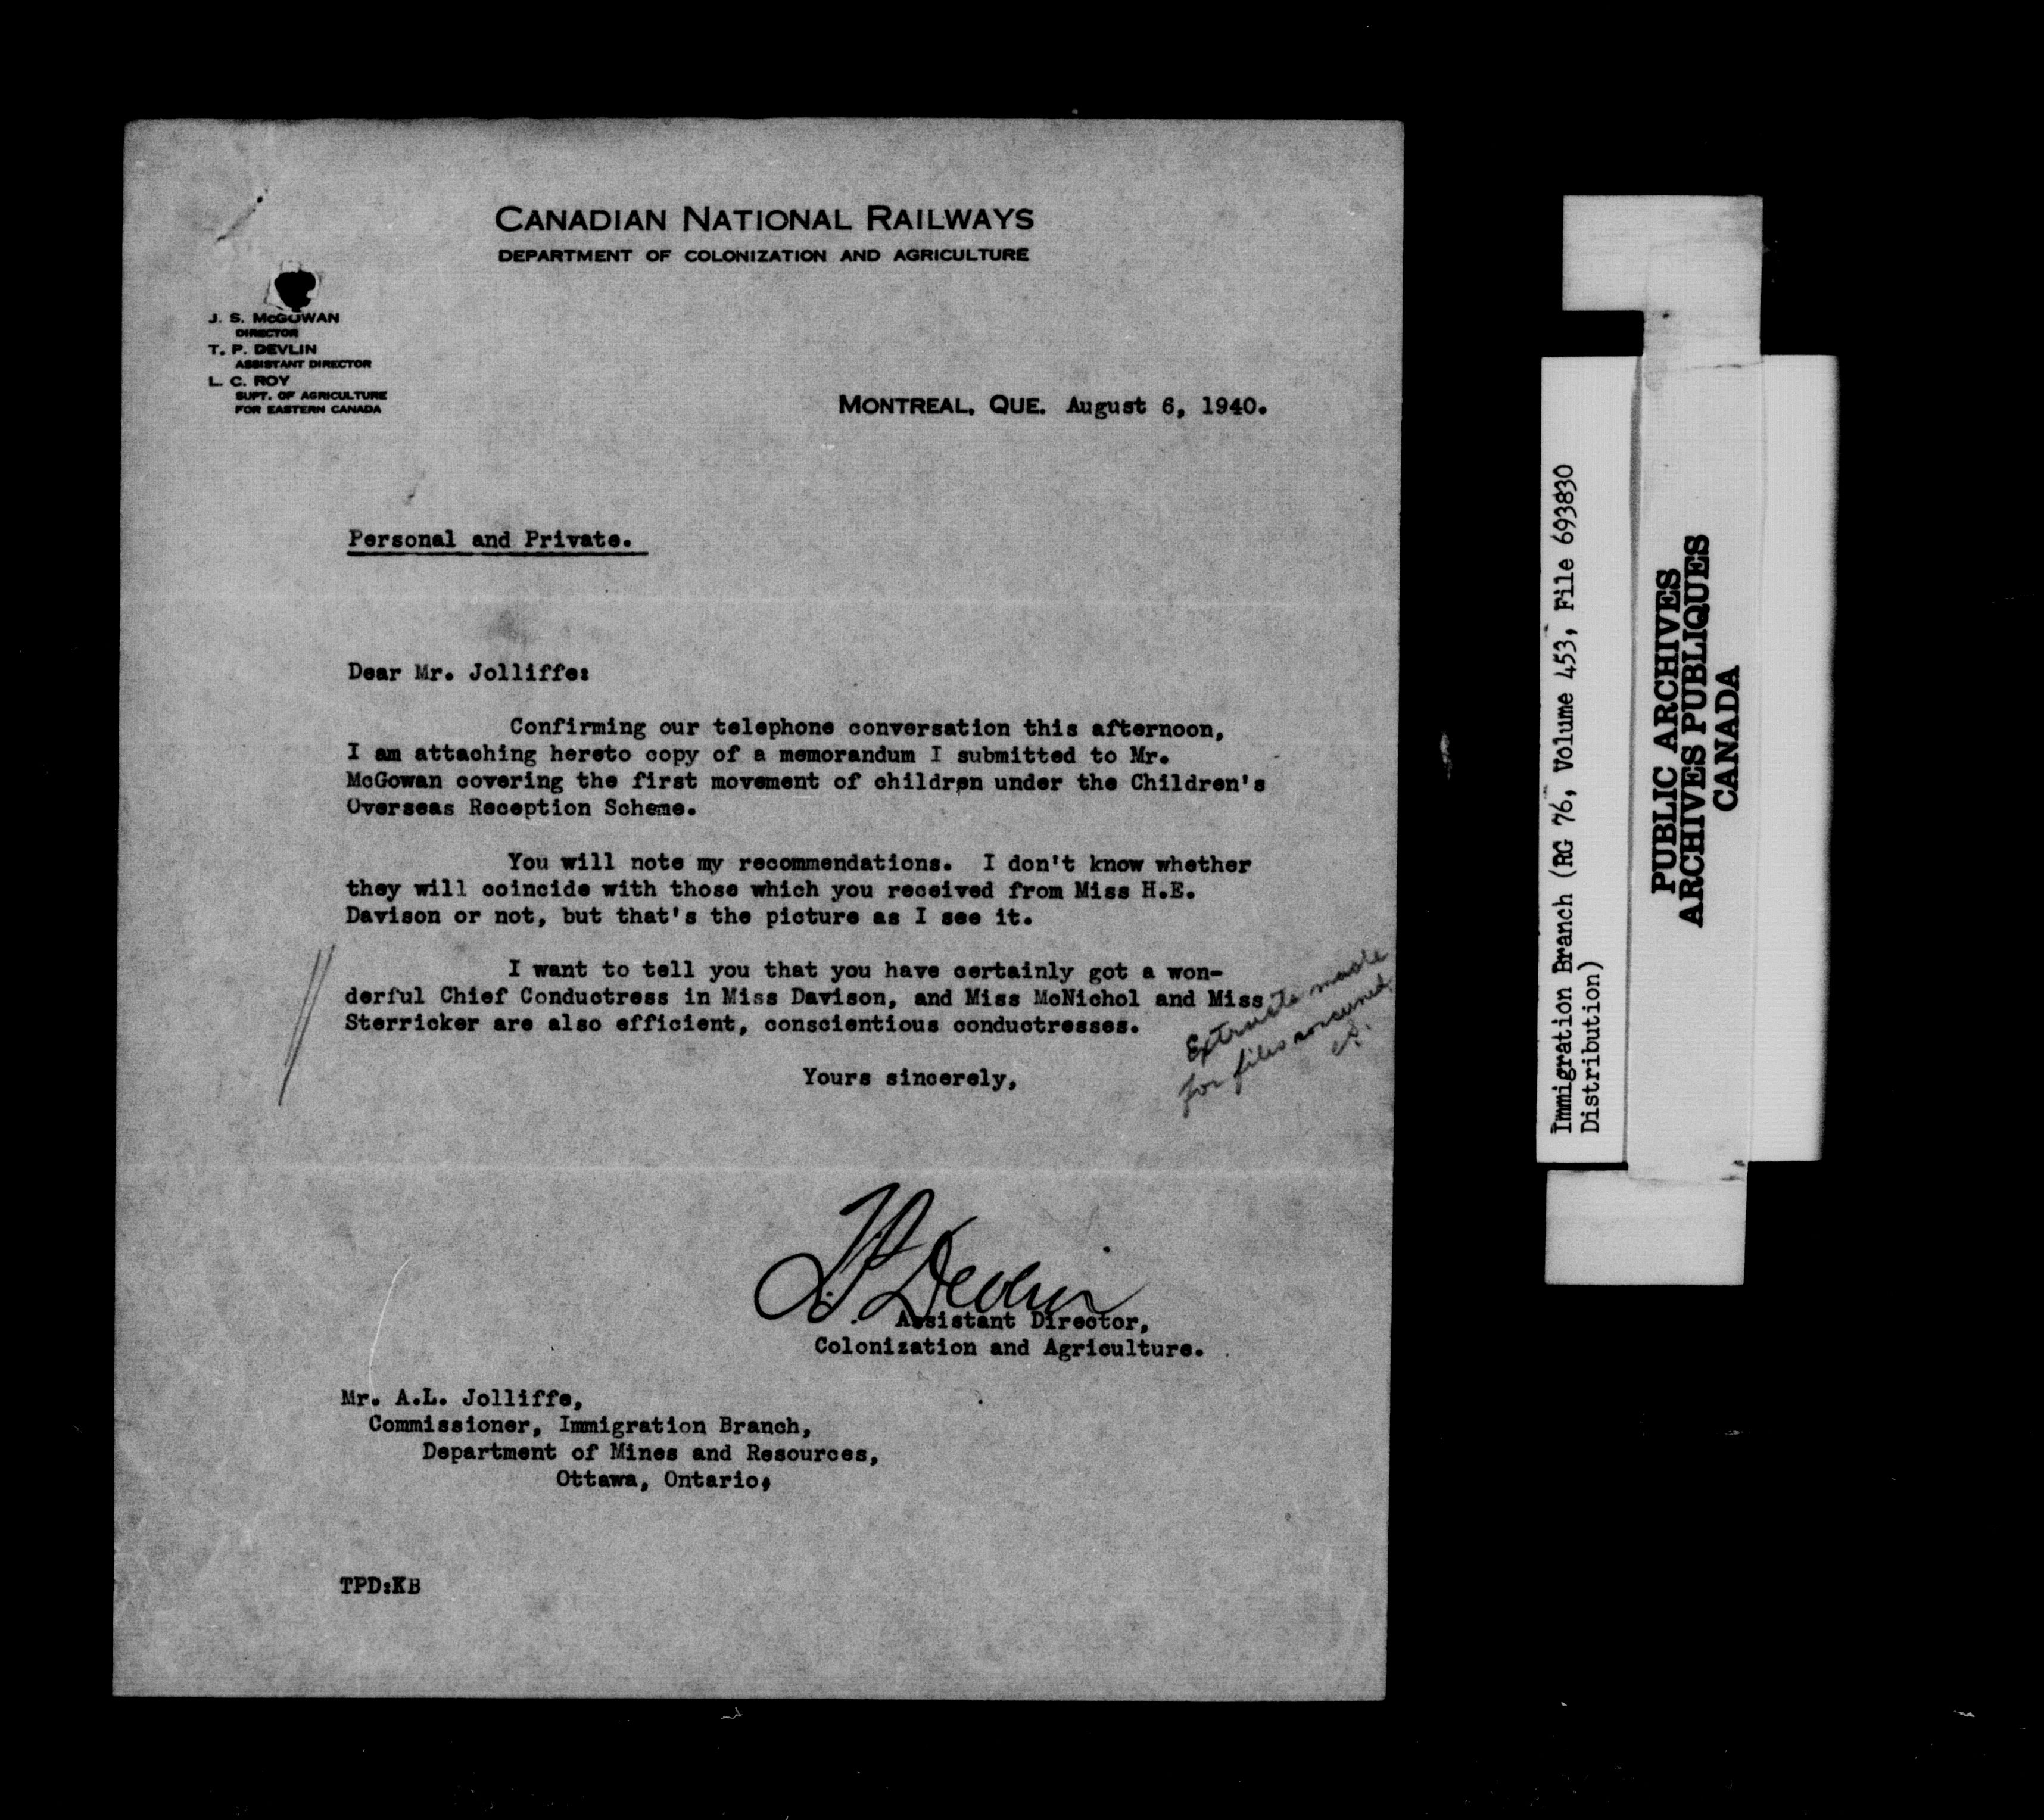 CANADIAN NATIONAL RAILWAYS
DEPARTMENT OF COLONIZATION AND AGRICULTURE
J. S. McGOWAN
DIRECTOR
T. P. DEVLIN
ASSISTANT DIRECTOR
L. C. ROY
SUPT. OF AGRICULTURE
FOR EASTERN CANADA
MONTREAL, QUE. August 6, 1940.
Personal and Private.
Dear Mr. Jolliffe:
Confirming our telephone conversation this afternoon,
I am attaching hereto copy of a memorandum I submitted to Mr.
McGowan covering the first movement of children under the Children's
Overseas Reception Scheme.
You will note my recommendations. I don't know whether
they will coincide with those which you received from Miss H.E.
Davison or not, but that's the picture as I see it.
I want to tell you that you have certainly got a won-
derful Chief Conductress in Miss Davison, and Miss McNichol and Miss
Sterricker are also efficient, conscientious conductresses.
Extracts made
for files concerned.
Yours sincerely,
T.P. Devlin
Assistant Director,
Colonization and Agriculture.
Mr. A.L. Jolliffe,
Commissioner, Immigration Branch,
Department of Mines and Resources,
Ottawa, Ontario,
TPD:KB
Immigration Branch (RG 76, Volume 453, File 693830
Distribution)
PUBLIC ARCHIVES
ARCHIVES PUBLIQUES
CANADA